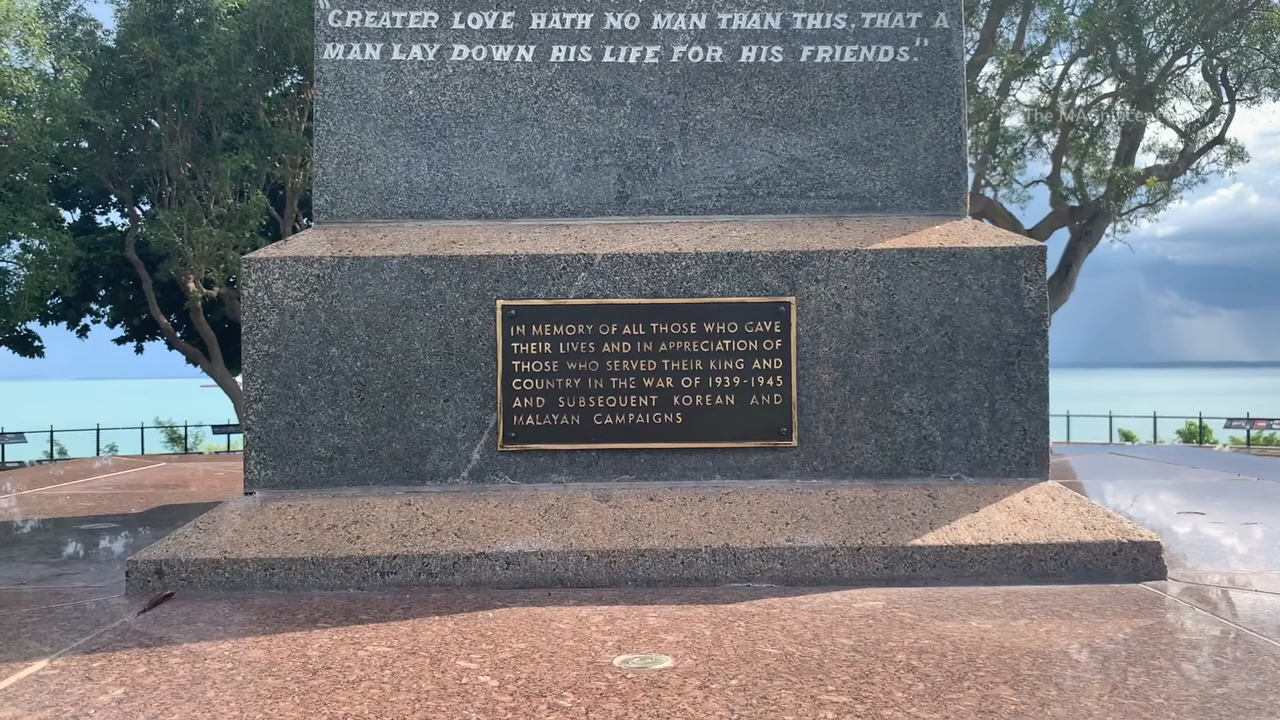 "GREATER LOVE HATH NO MAN THAN THIS, THAT A
MAN LAY DOWN HIS LIFE FOR HIS FRIENDS."
The
IN MEMORY OF ALL THOSE WHO GAVE
THEIR LIVES AND IN APPRECIATION OF
THOSE WHO SERVED THEIR KING AND
COUNTRY IN THE WAR OF 1939-1945
AND SUBSEQUENT KOREAN AND
MALAYAN CAMPAIGNS